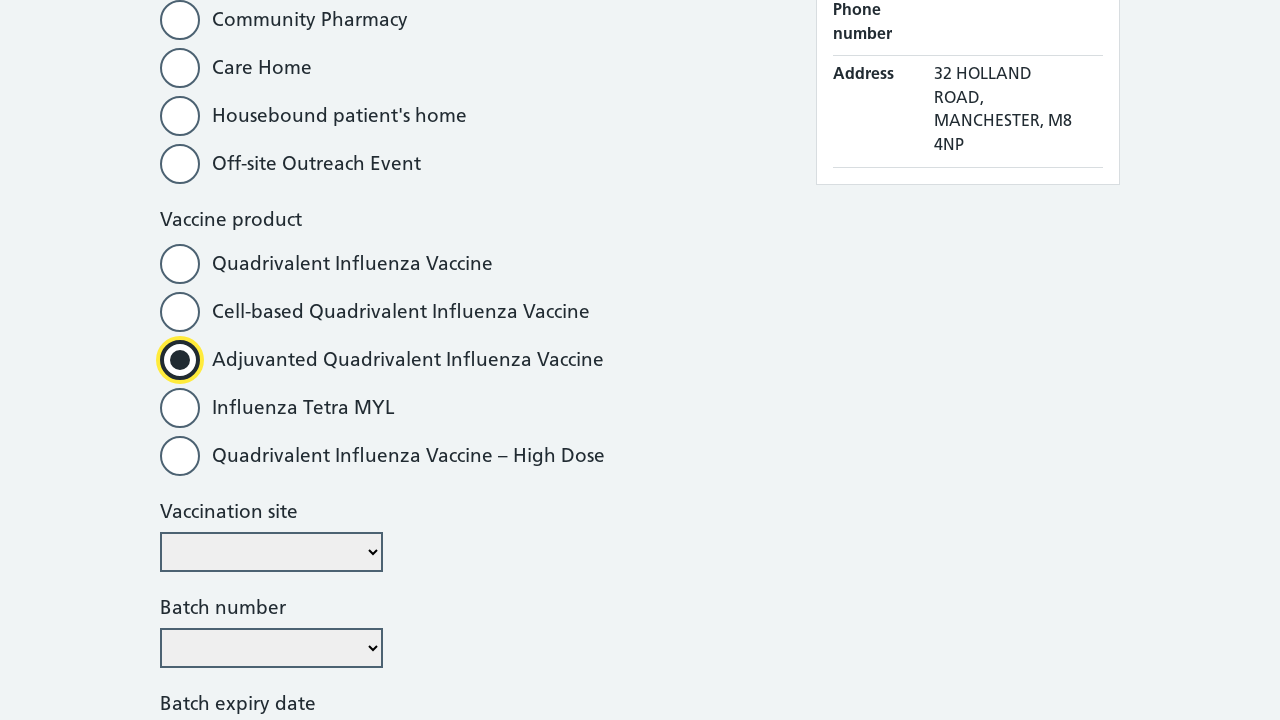 Community Pharmacy
Care Home
Housebound patient's home
Off-site Outreach Event
Vaccine product
Quadrivalent Influenza Vaccine
Cell-based Quadrivalent Influenza Vaccine
Adjuvanted Quadrivalent Influenza Vaccine
Influenza Tetra MYL
Quadrivalent Influenza Vaccine – High Dose
Vaccination site
Batch number
Batch expiry date
Phone
number
Address
32 HOLLAND
ROAD,
MANCHESTER, M8
4NP